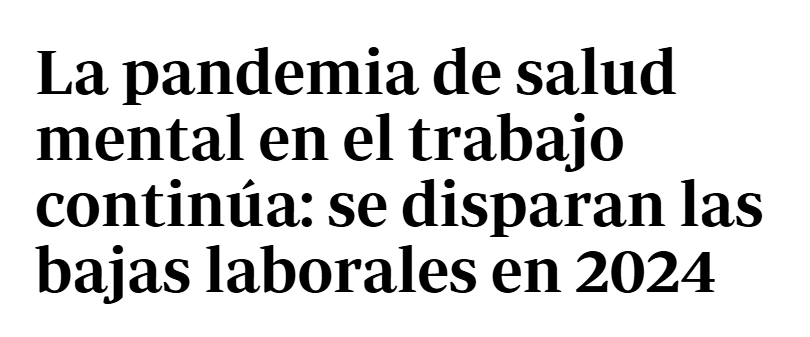 La pandemia de salud
mental en el trabajo
continúa: se disparan las
bajas laborales en 2024